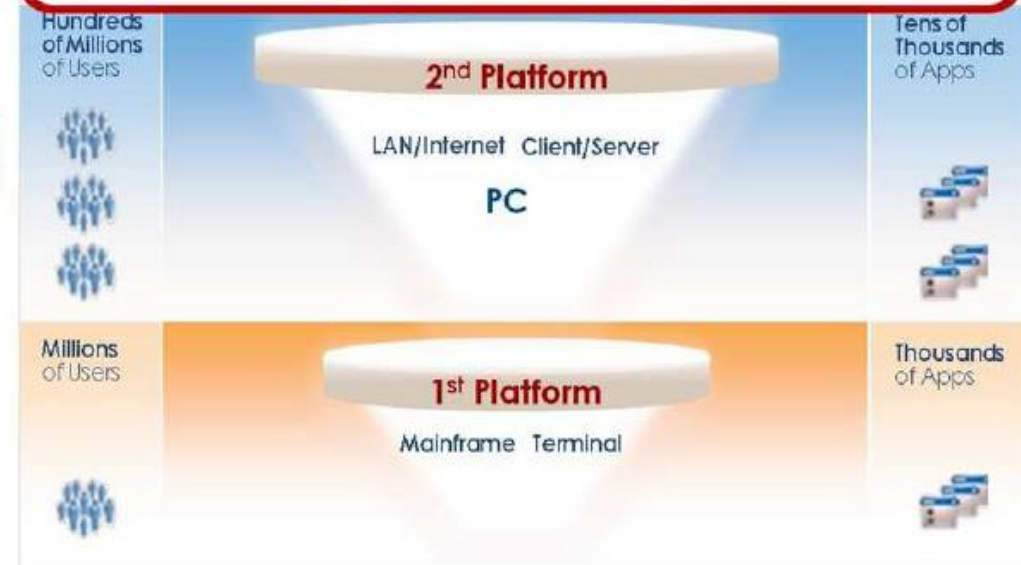 Hundreds
of Millions
of Users
2nd Platform
LAN/Internet Client/Server
PC
Tens of
Thousands
of Apps
Millions
of Users
1st Platform
Mainframe Terminal
Thousands
of Apps